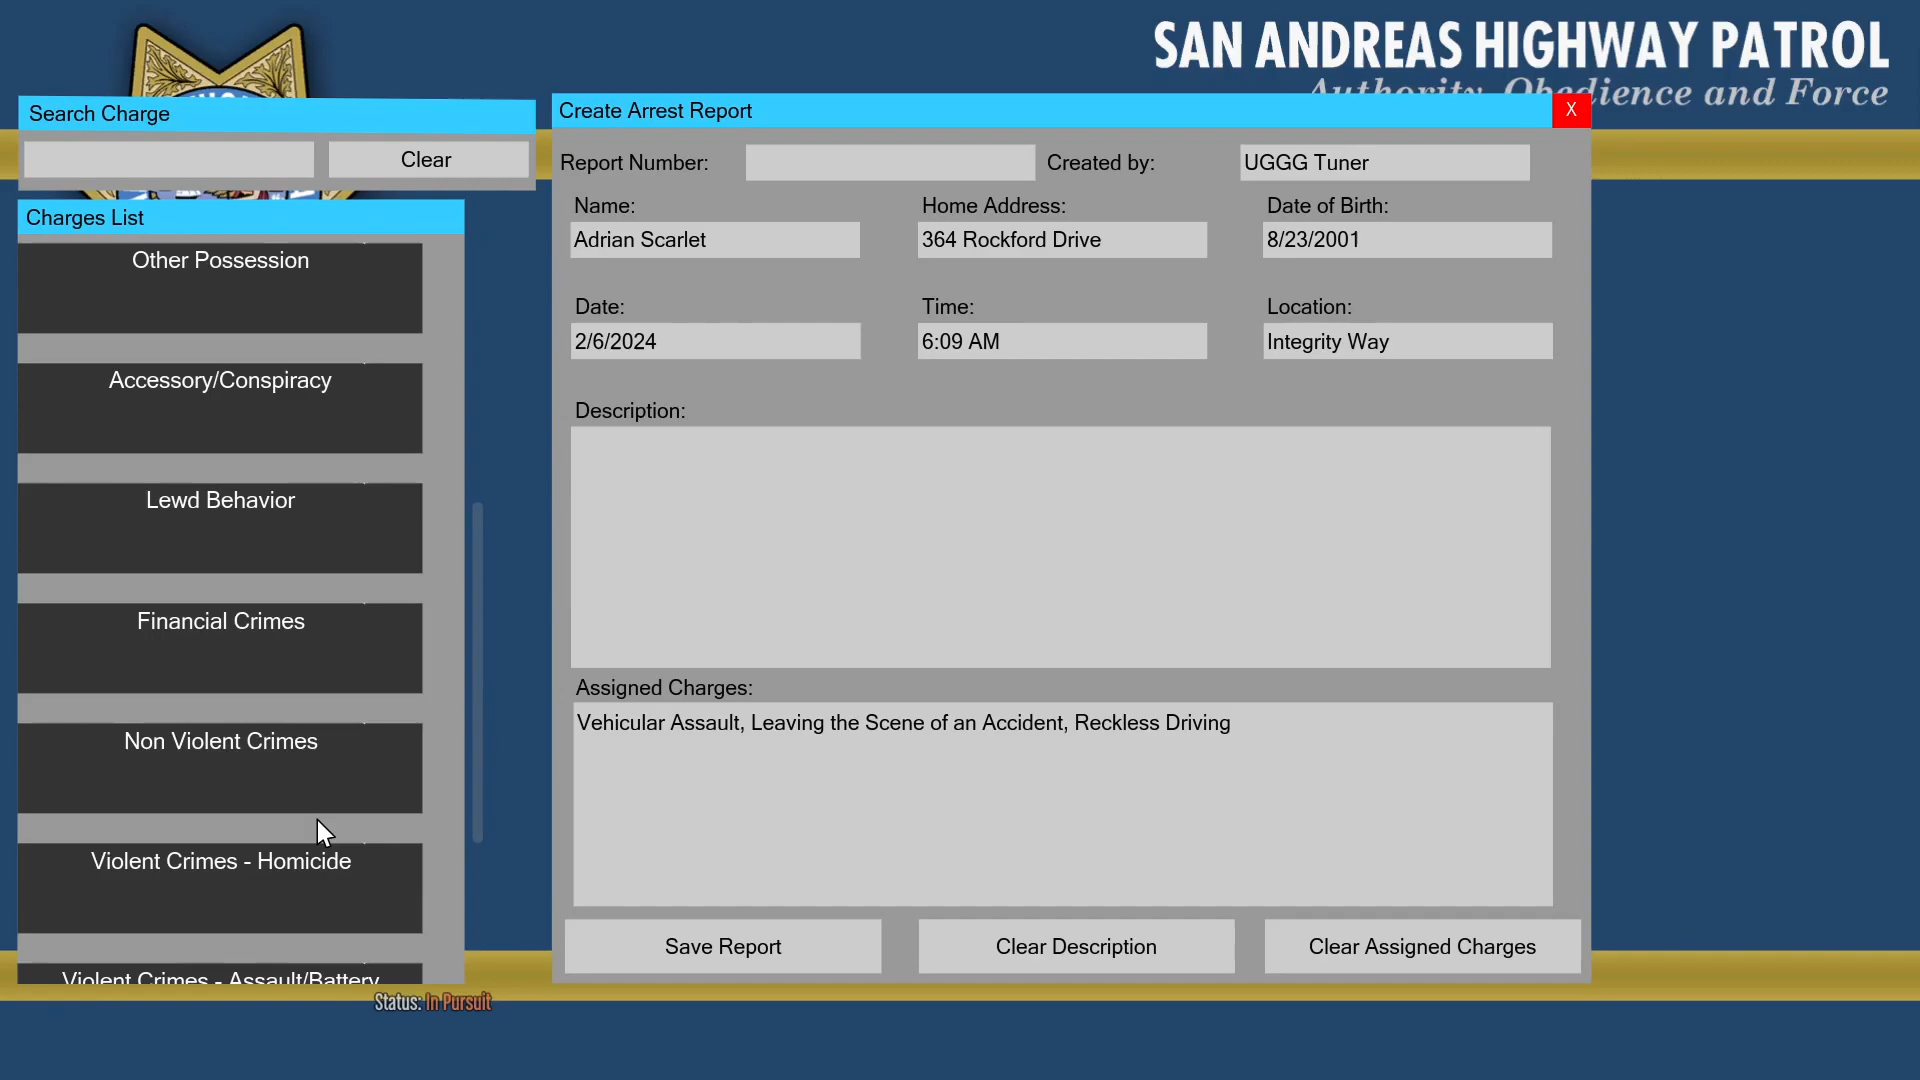 SAN ANDREAS HIGHWAY PATROL
Authority, Obedience and Force
Search Charge
Clear
Charges List
Other Possession
Accessory/Conspiracy
Lewd Behavior
Financial Crimes
Non Violent Crimes
Violent Crimes - Homicide
Violent Crimes - Assault/Battery
Create Arrest Report
X
Report Number:
Created by: UGGG Tuner
Name: Home Address: Date of Birth:
Adrian Scarlet 364 Rockford Drive 8/23/2001
Date: Time: Location:
2/6/2024 6:09 AM Integrity Way
Description:
Assigned Charges:
Vehicular Assault, Leaving the Scene of an Accident, Reckless Driving
Save Report Clear Description Clear Assigned Charges
Status: In Pursuit